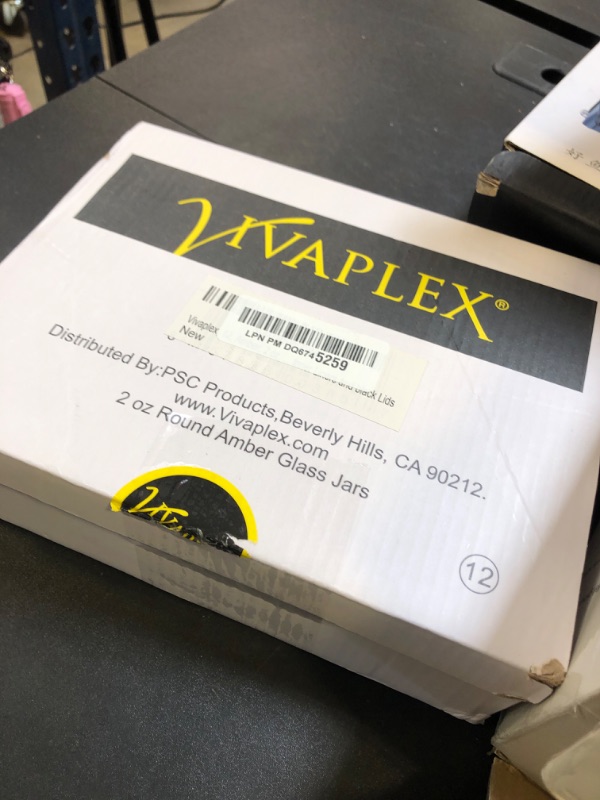 VIVAPLEX®
Vivaplex
LPN PM DQ6745259
New
and Black Lids
Distributed By:PSC Products,Beverly Hills, CA 90212.
www.Vivaplex.com
2 oz Round Amber Glass Jars
12